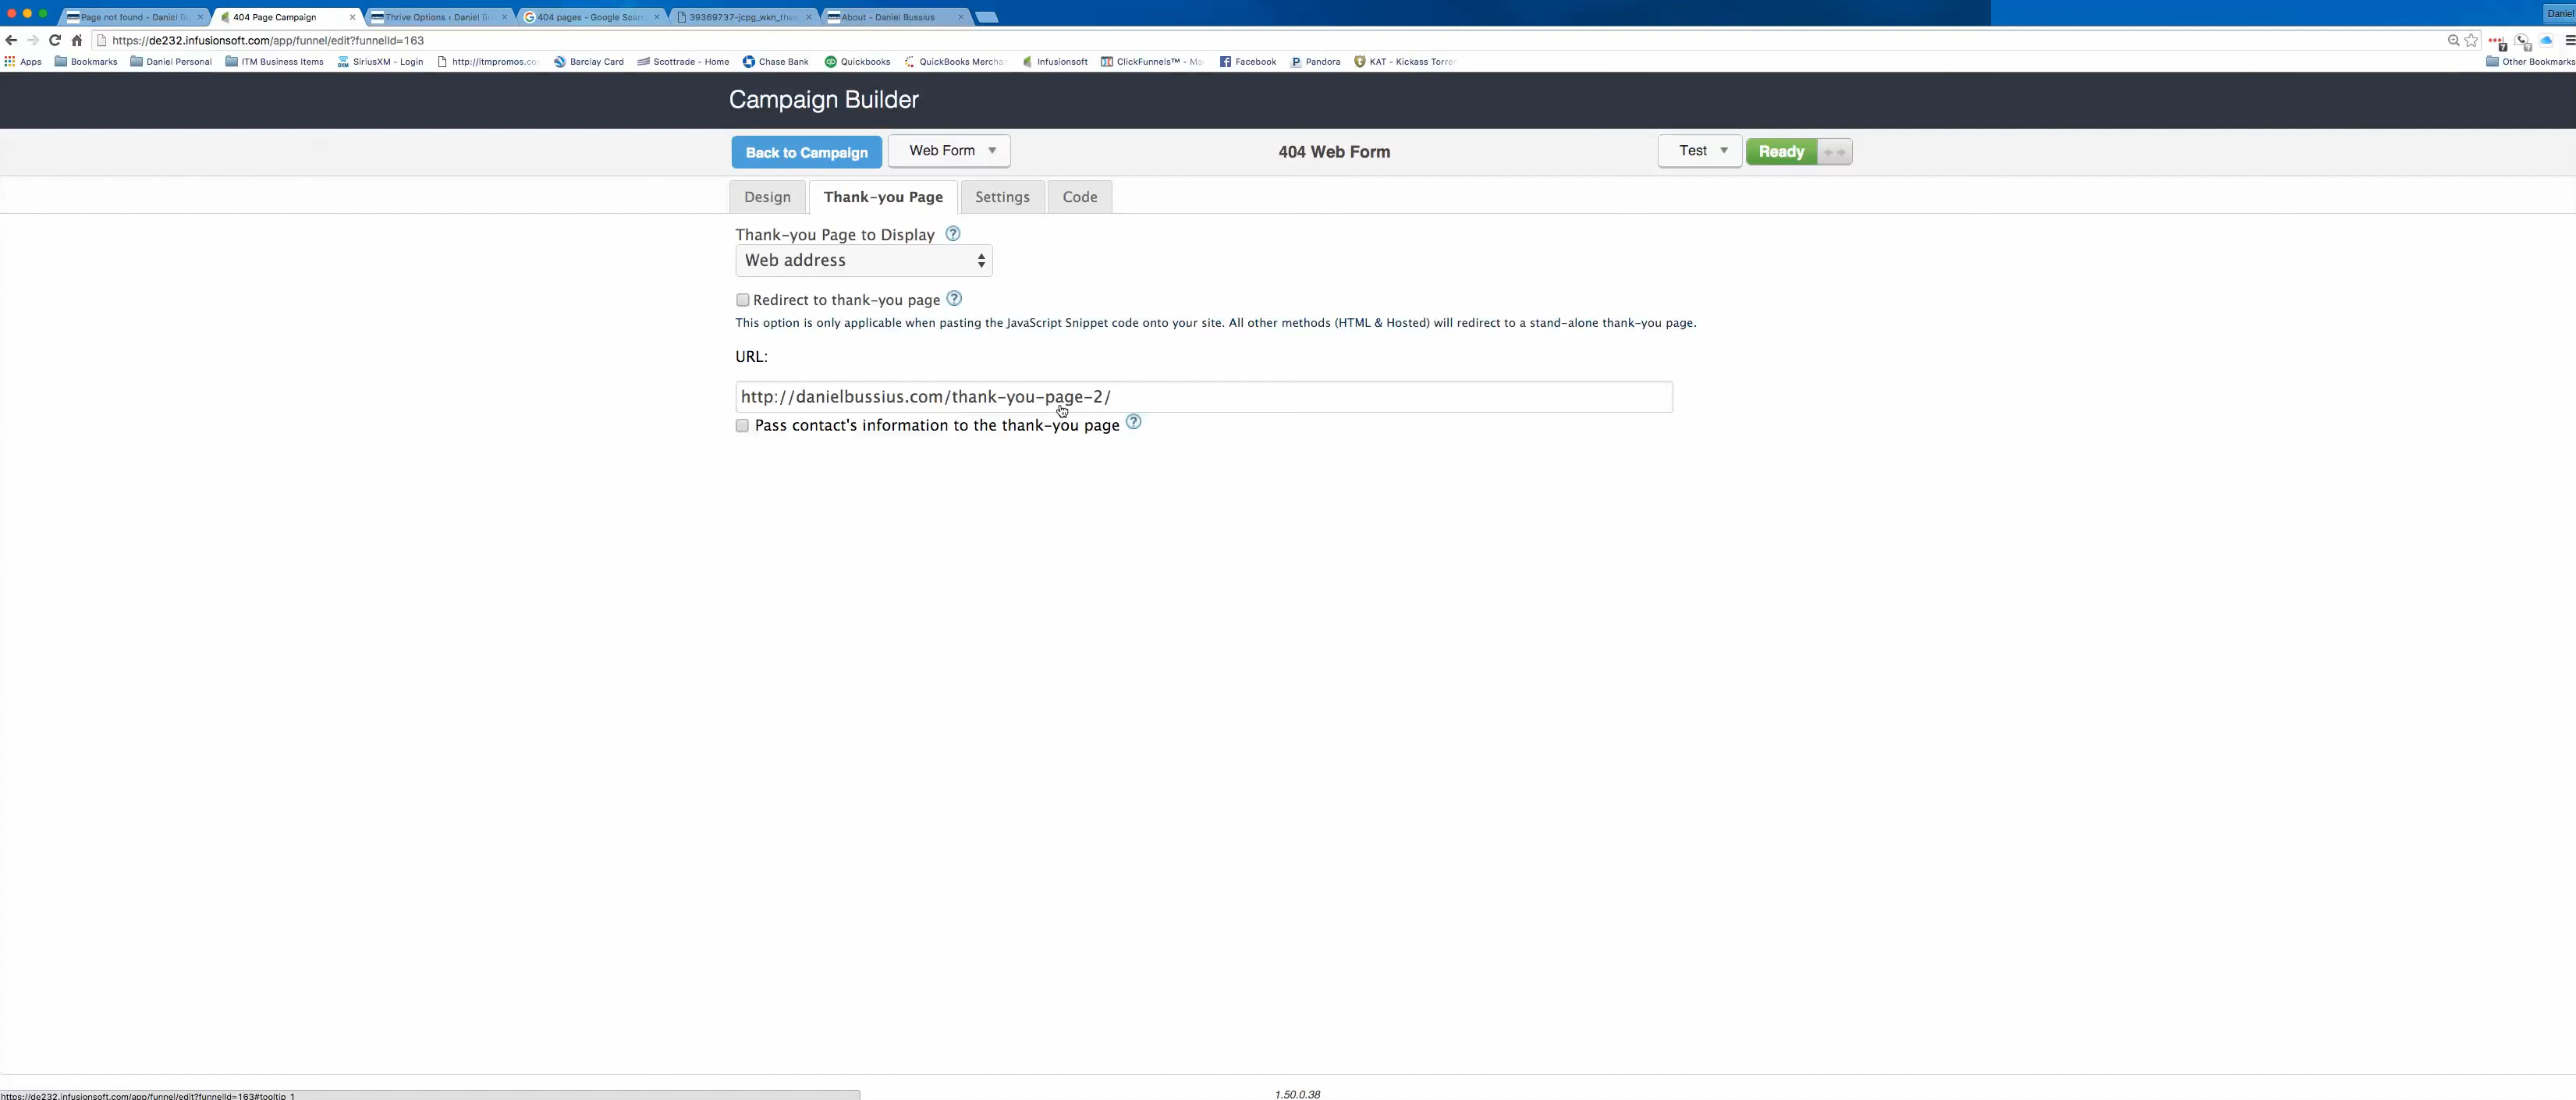 Page not found - Daniel Bu
404 Page Campaign
Thrive Options ‹ Daniel Bu
404 pages - Google Searc
39369737-jcpg_wkn_thes
About - Daniel Bussius
Daniel
https://de232.infusionsoft.com/app/funnel/edit?funnelId=163
Apps
Bookmarks
Daniel Personal
ITM Business Items
SiriusXM - Login
http://itmpromos.co
Barclay Card
Scottrade - Home
Chase Bank
Quickbooks
QuickBooks Mercha
Infusionsoft
ClickFunnels™ - Ma
Facebook
Pandora
KAT - Kickass Torren
Other Bookmarks
Campaign Builder
Back to Campaign
Web Form
404 Web Form
Test
Ready
Design
Thank-you Page
Settings
Code
Thank-you Page to Display
Web address
Redirect to thank-you page
This option is only applicable when pasting the JavaScript Snippet code onto your site. All other methods (HTML & Hosted) will redirect to a stand-alone thank-you page.
URL:
http://danielbussius.com/thank-you-page-2/
Pass contact's information to the thank-you page
https://de232.infusionsoft.com/app/funnel/edit?funnelId=163#tooltip_1
1.50.0.38